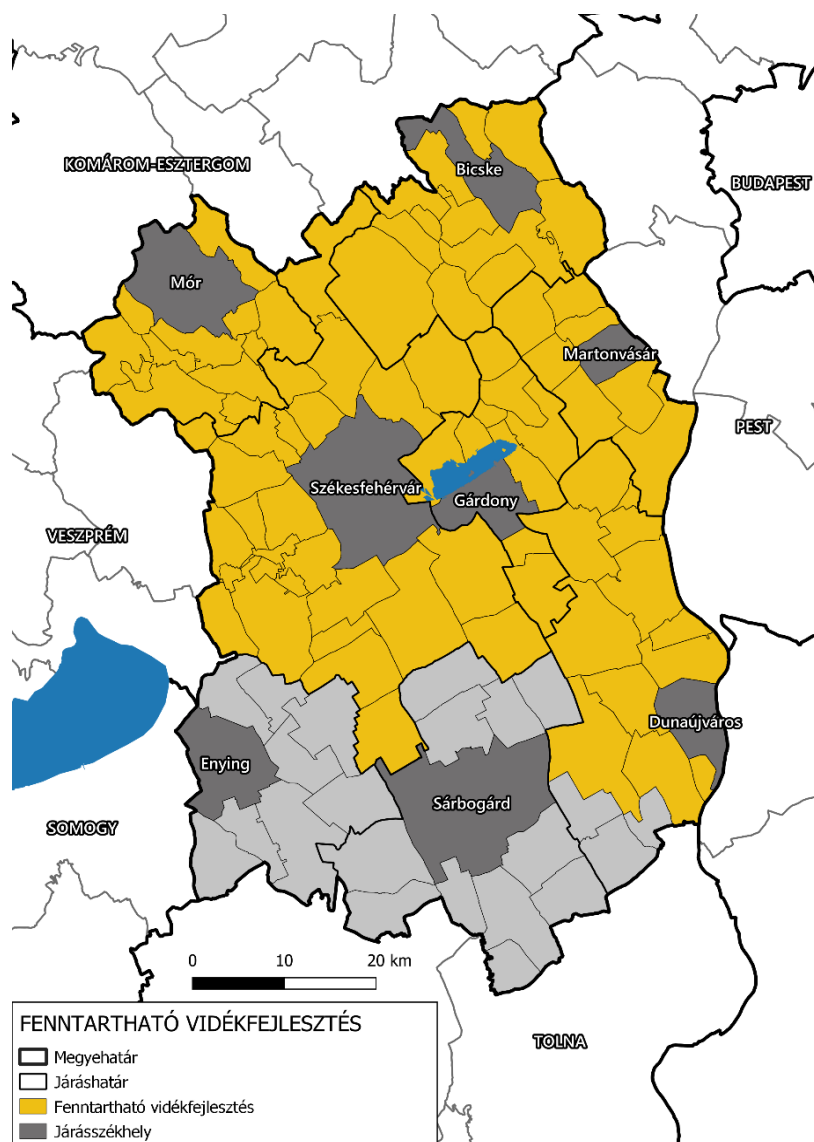 KOMÁROM-ESZTERGOM
Bicske
BUDAPEST
Mór
Martonvásár
PEST
Székesfehérvár
Gárdony
VESZPRÉM
Dunaújváros
Enying
Sárbogárd
SOMOGY
0 10 20 km
TOLNA
FENNTARTHATÓ VIDÉKFEJLESZTÉS
Megyehatár
Járáshatár
Fenntartható vidékfejlesztés
Járásszékhely